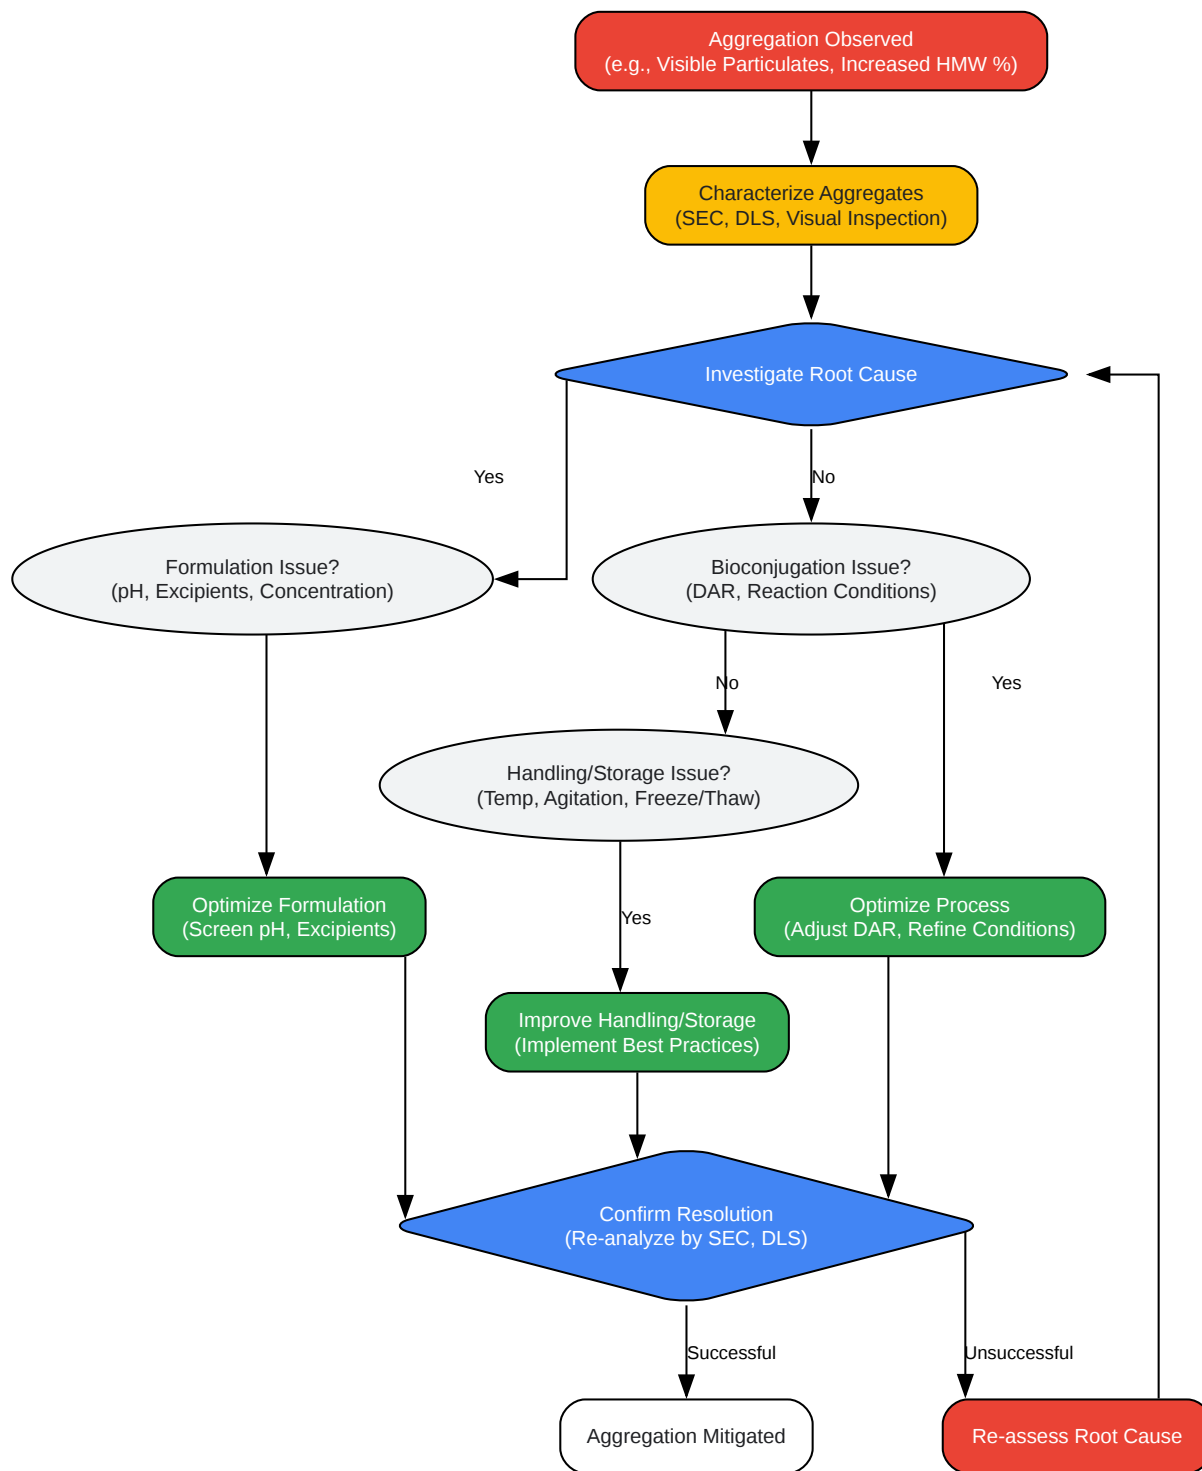 Aggregation Observed
(e.g., Visible Particulates, Increased HMW %)
Characterize Aggregates
(SEC, DLS, Visual Inspection)
Investigate Root Cause
Yes
No
Formulation Issue?
(pH, Excipients, Concentration)
Bioconjugation Issue?
(DAR, Reaction Conditions)
No
Yes
Handling/Storage Issue?
(Temp, Agitation, Freeze/Thaw)
Optimize Formulation
(Screen pH, Excipients)
Yes
Optimize Process
(Adjust DAR, Refine Conditions)
Improve Handling/Storage
(Implement Best Practices)
Confirm Resolution
(Re-analyze by SEC, DLS)
Successful
Unsuccessful
Aggregation Mitigated
Re-assess Root Cause